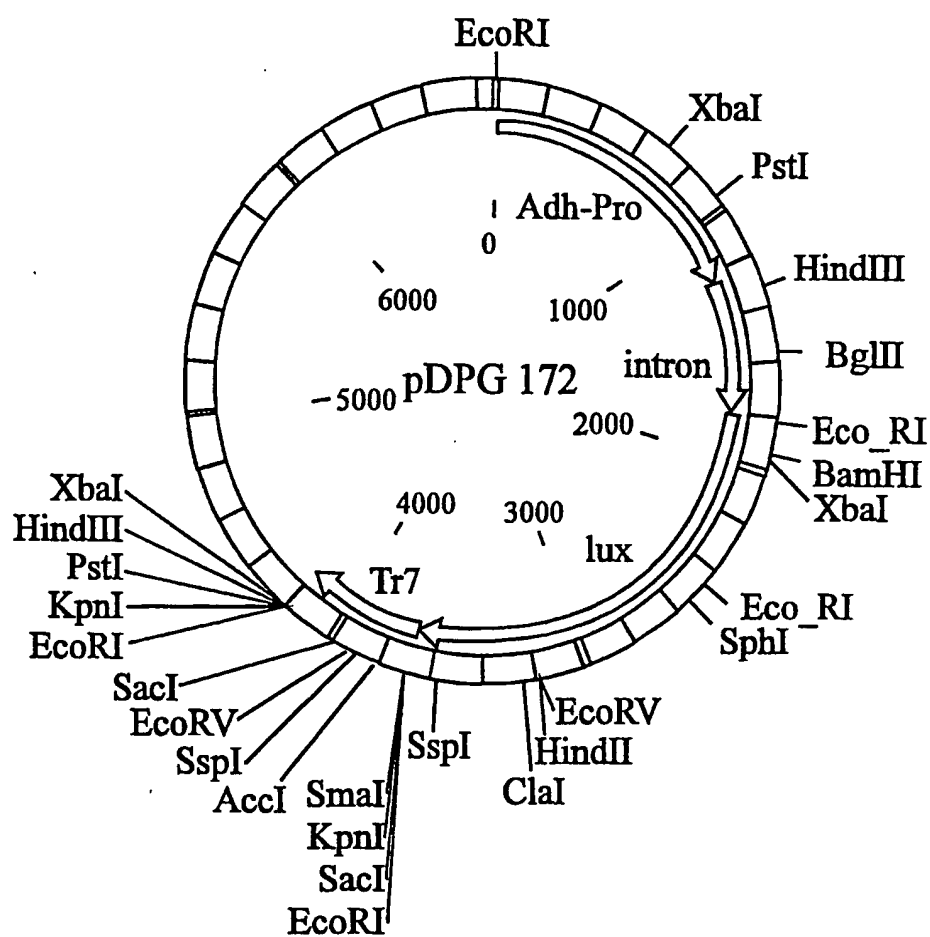 EcoRI
XbaI
PstI
Adh-Pro
0
HindIII
6000
1000
BglII
intron
pDPG 172
5000
2000
Eco_RI
BamHI
XbaI
4000
3000
lux
XbaI
HindIII
PstI
KpnI
EcoRI
Tr7
Eco_RI
SphI
SacI
EcoRV
SspI
AccI
EcoRV
HindII
ClaI
SspI
SmaI
KpnI
SacI
EcoRI